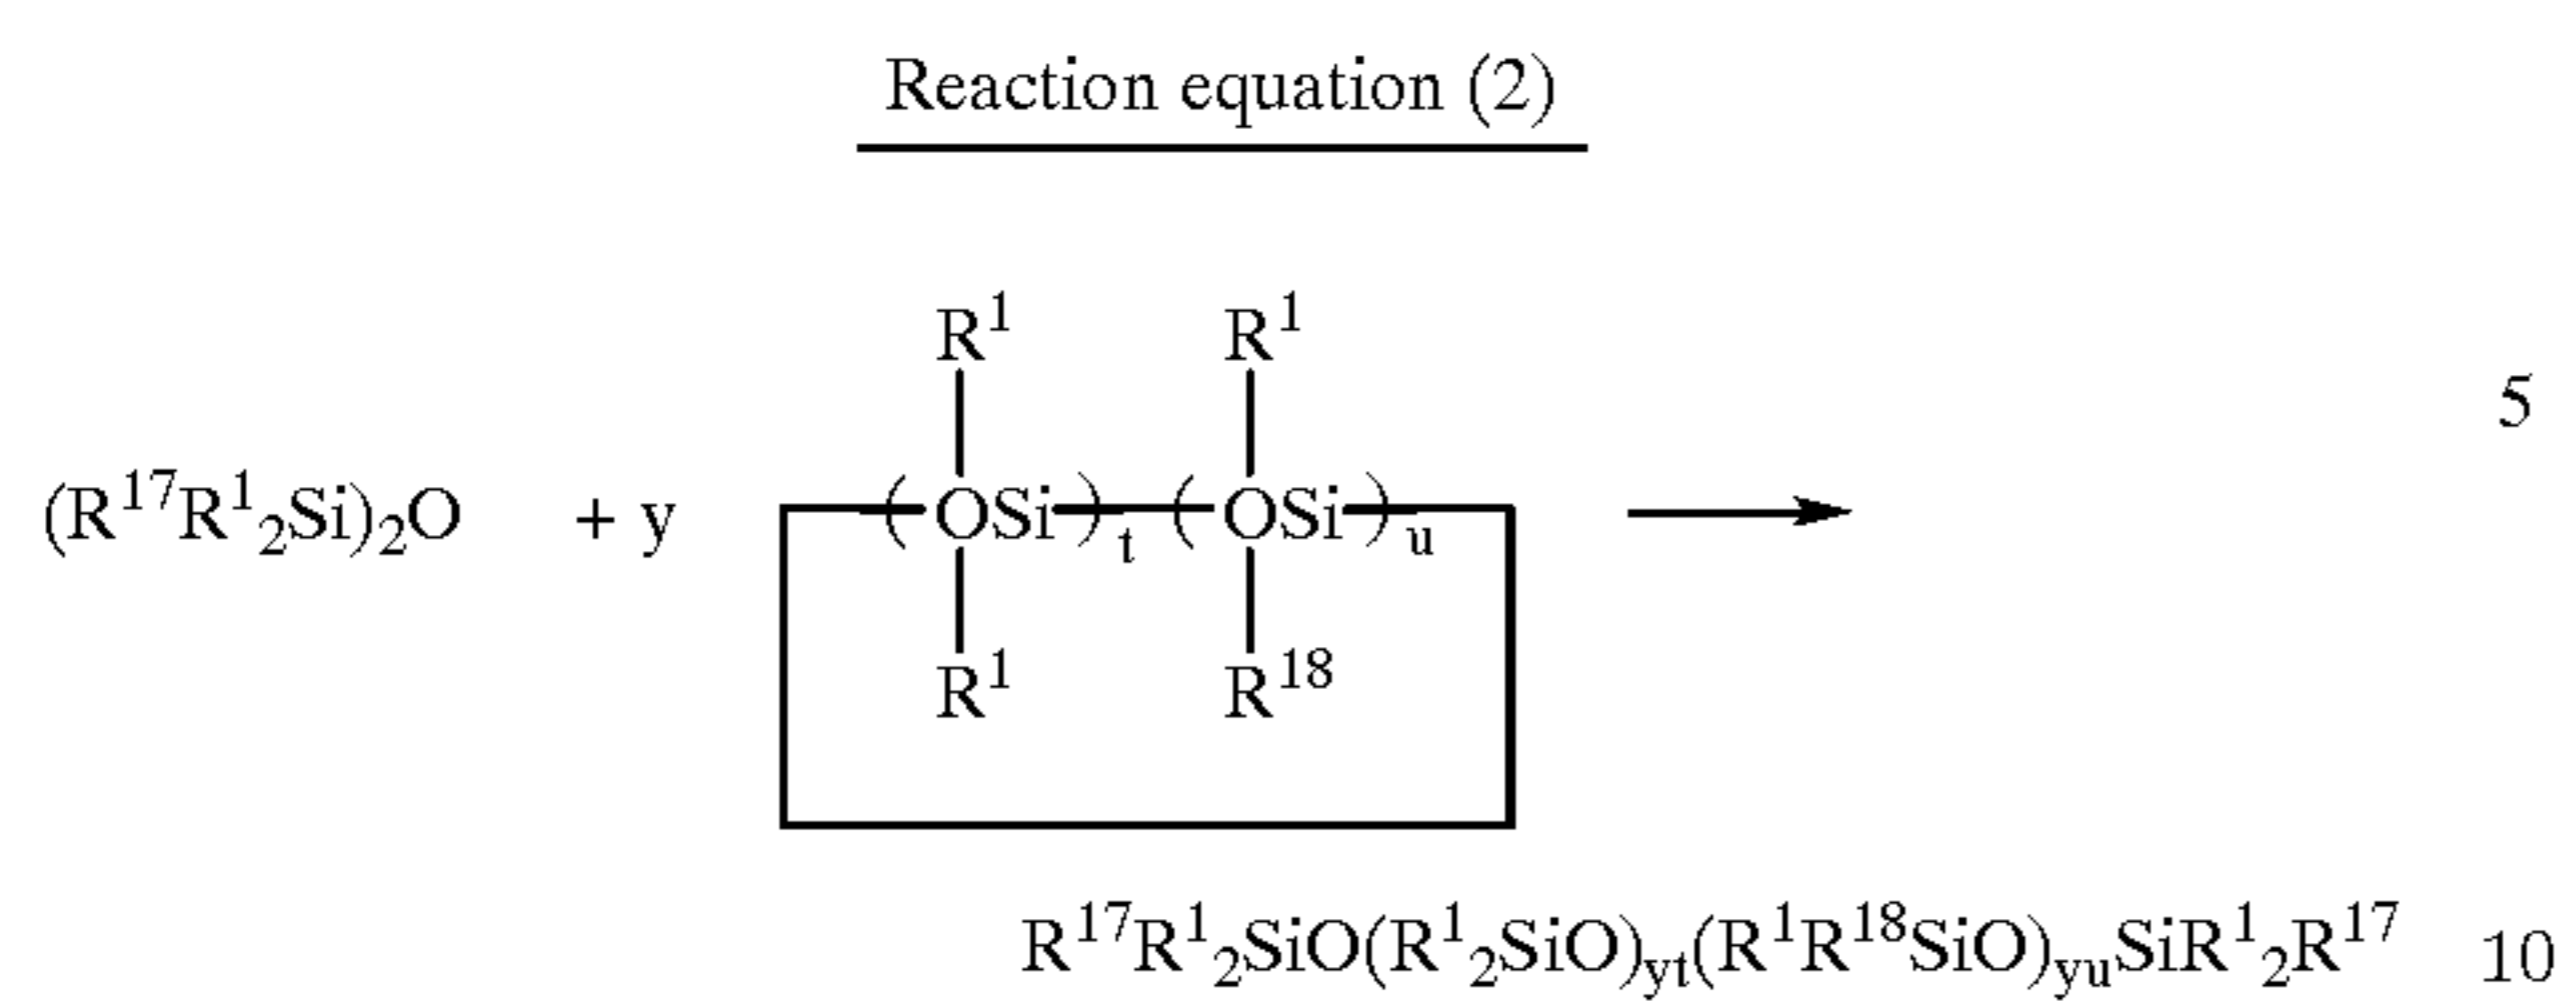 Reaction equation (2)
R¹ R¹
5
(R¹⁷R¹₂Si)₂O + y (OSi)ₜ (OSi)ᵤ
R¹ R¹⁸
R¹⁷R¹₂SiO(R¹₂SiO)yt(R¹R¹⁸SiO)yuSiR¹₂R¹⁷ 10